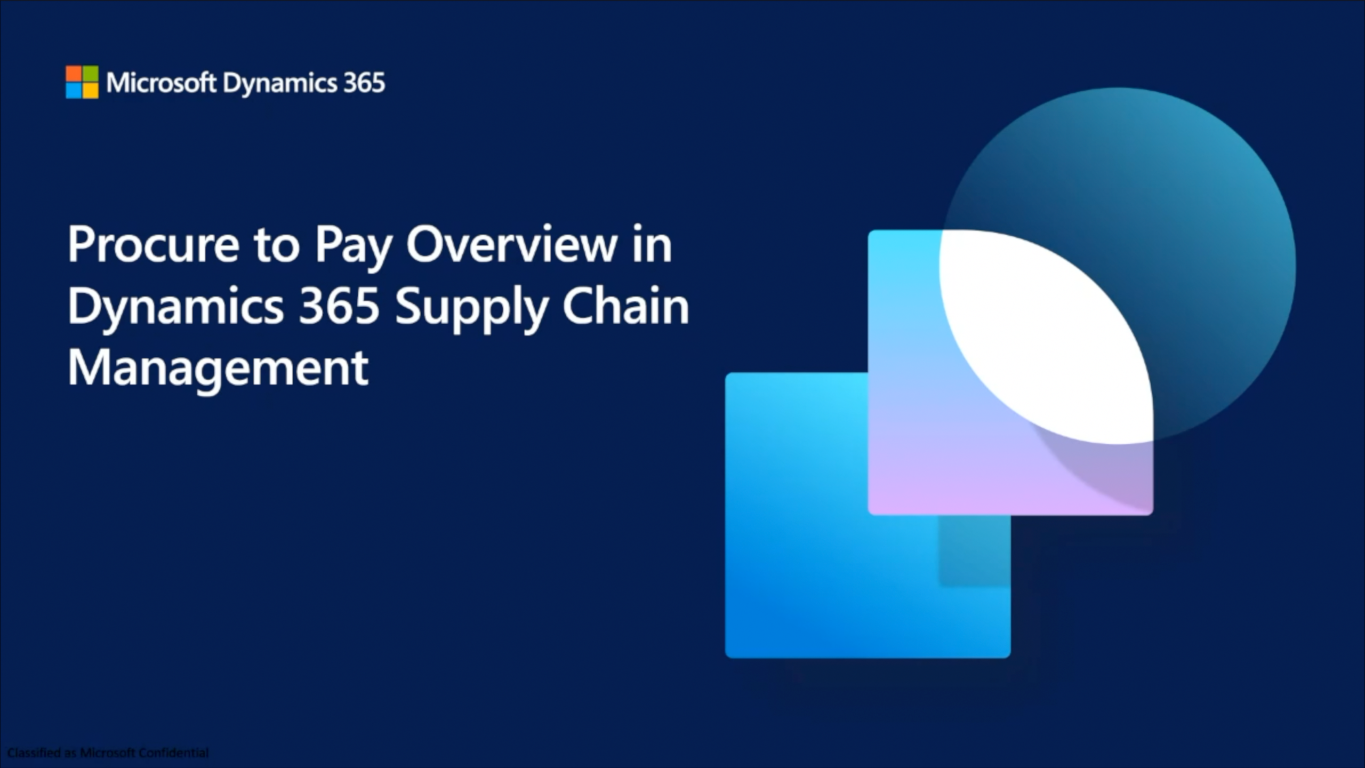 Microsoft Dynamics 365
Procure to Pay Overview in
Dynamics 365 Supply Chain
Management
Classified as Microsoft Confidential